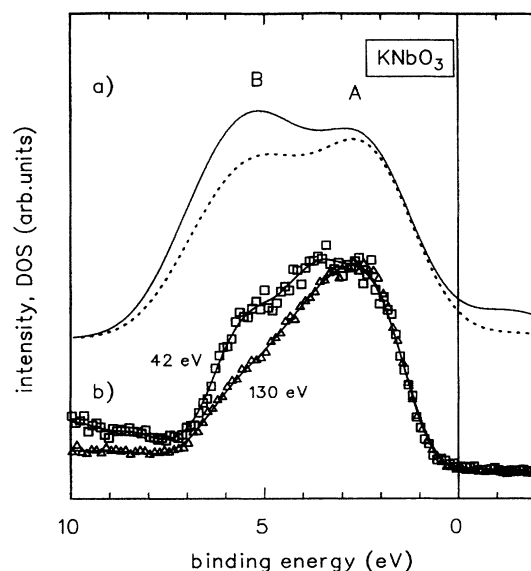 KNbO₃
a)
B
A
intensity, DOS (arb.units)
42 eV
130 eV
b)
10
5
0
binding energy (eV)